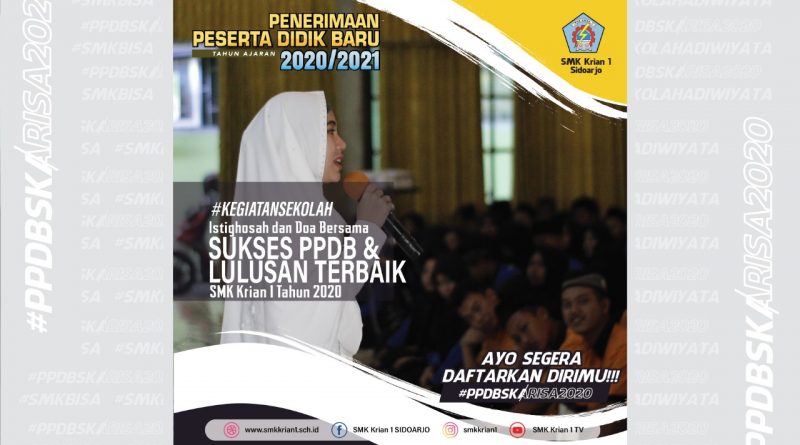 PENERIMAAN
PESERTA DIDIK BARU
TAHUN AJARAN 2020/2021
SMK Krian 1
Sidoarjo
#KEGIATANSEKOLAH
Istighosah dan Doa Bersama
SUKSES PPDB &
LULUSAN TERBAIK
SMK Krian 1 Tahun 2020
AYO SEGERA
DAFTARKAN DIRIMU!!!
#PPDBSKARISA2020
www.smkkrian1.sch.id
SMK Krian 1 SIDOARJO
smkkrian1
SMK Krian 1 TV
#PPDBSKARISA2020
#PPDBSKARISA2020